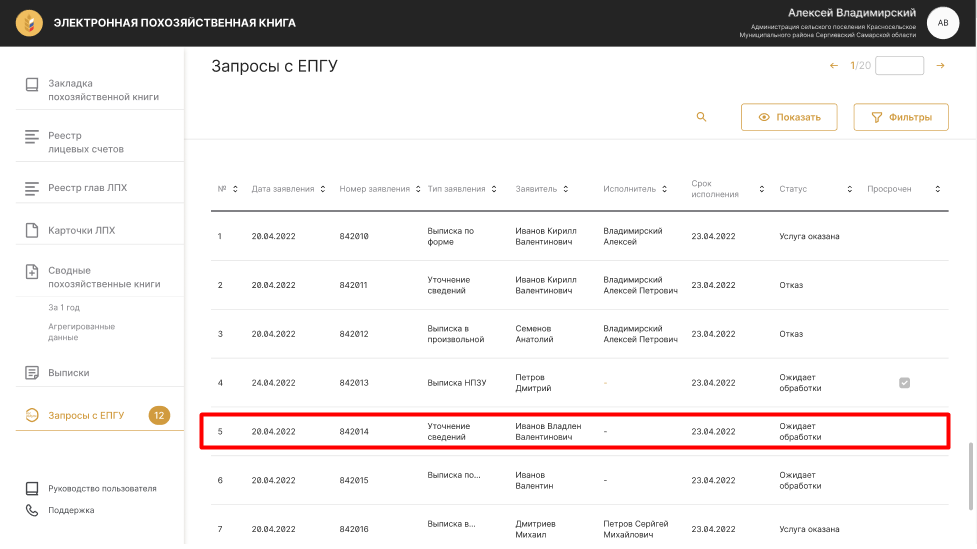 ЭЛЕКТРОННАЯ ПОХОЗЯЙСТВЕННАЯ КНИГА
Алексей Владимирский
Администрация сельского поселения Красносельское
Муниципального района Сергиевский Самарской области
АВ
Закладка
похозяйственной книги
Реестр
лицевых счетов
Реестр глав ЛПХ
Карточки ЛПХ
Сводные
похозяйственные книги
За 1 год
Агрегированные
данные
Выписки
Запросы с ЕПГУ 12
Руководство пользователя
Поддержка
Запросы с ЕПГУ
1/20
Показать
Фильтры
№ Дата заявления Номер заявления Тип заявления Заявитель Исполнитель Срок исполнения Статус Просрочен
1 20.04.2022 842010 Выписка по форме Иванов Кирилл Валентинович Владимирский Алексей 23.04.2022 Услуга оказана
2 20.04.2022 842011 Уточнение сведений Иванов Кирилл Валентинович Владимирский Алексей Петрович 23.04.2022 Отказ
3 20.04.2022 842012 Выписка в произвольной Семенов Анатолий Владимирский Алексей Петрович 23.04.2022 Отказ
4 24.04.2022 842013 Выписка НПЗУ Петров Дмитрий - 23.04.2022 Ожидает обработки
5 20.04.2022 842014 Уточнение сведений Иванов Владлен Валентинович - 23.04.2022 Ожидает обработки
6 20.04.2022 842015 Выписка по... Иванов Валентин - 23.04.2022 Ожидает обработки
7 20.04.2022 842016 Выписка в... Дмитриев Михаил Петров Серйгей Михайлович 23.04.2022 Услуга оказана